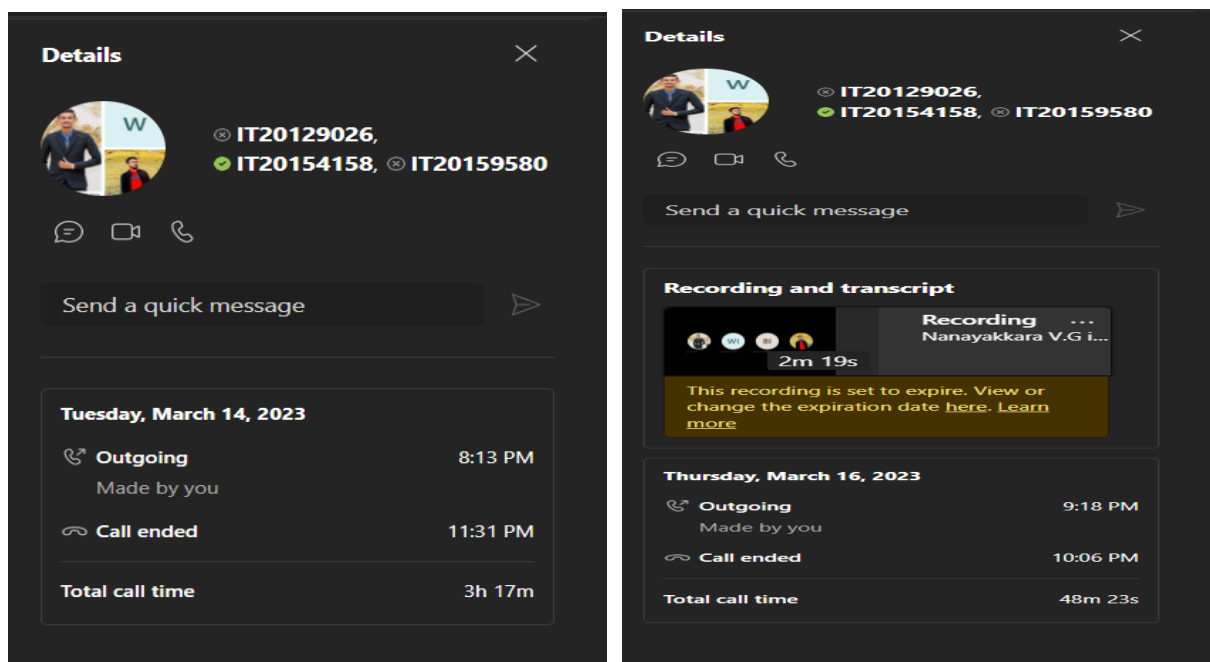 Details
W
IT20129026,
IT20154158, IT20159580
Send a quick message
Tuesday, March 14, 2023
Outgoing 8:13 PM
Made by you
Call ended 11:31 PM
Total call time 3h 17m
Details
W
IT20129026,
IT20154158, IT20159580
Send a quick message
Recording and transcript
Recording ...
Nanayakkara V.G i...
WI BI
2m 19s
This recording is set to expire. View or
change the expiration date here. Learn
more
Thursday, March 16, 2023
Outgoing 9:18 PM
Made by you
Call ended 10:06 PM
Total call time 48m 23s